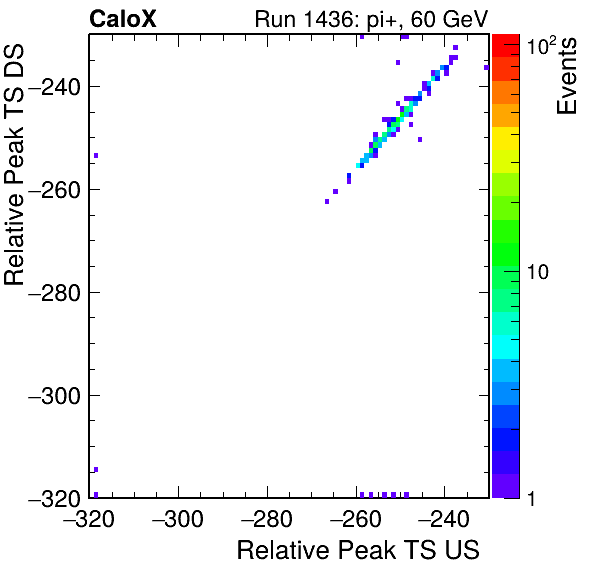 CaloX Run 1436: pi+, 60 GeV
Relative Peak TS DS
Events
10²
10
1
−240
−260
−280
−300
−320
−320 −300 −280 −260 −240
Relative Peak TS US